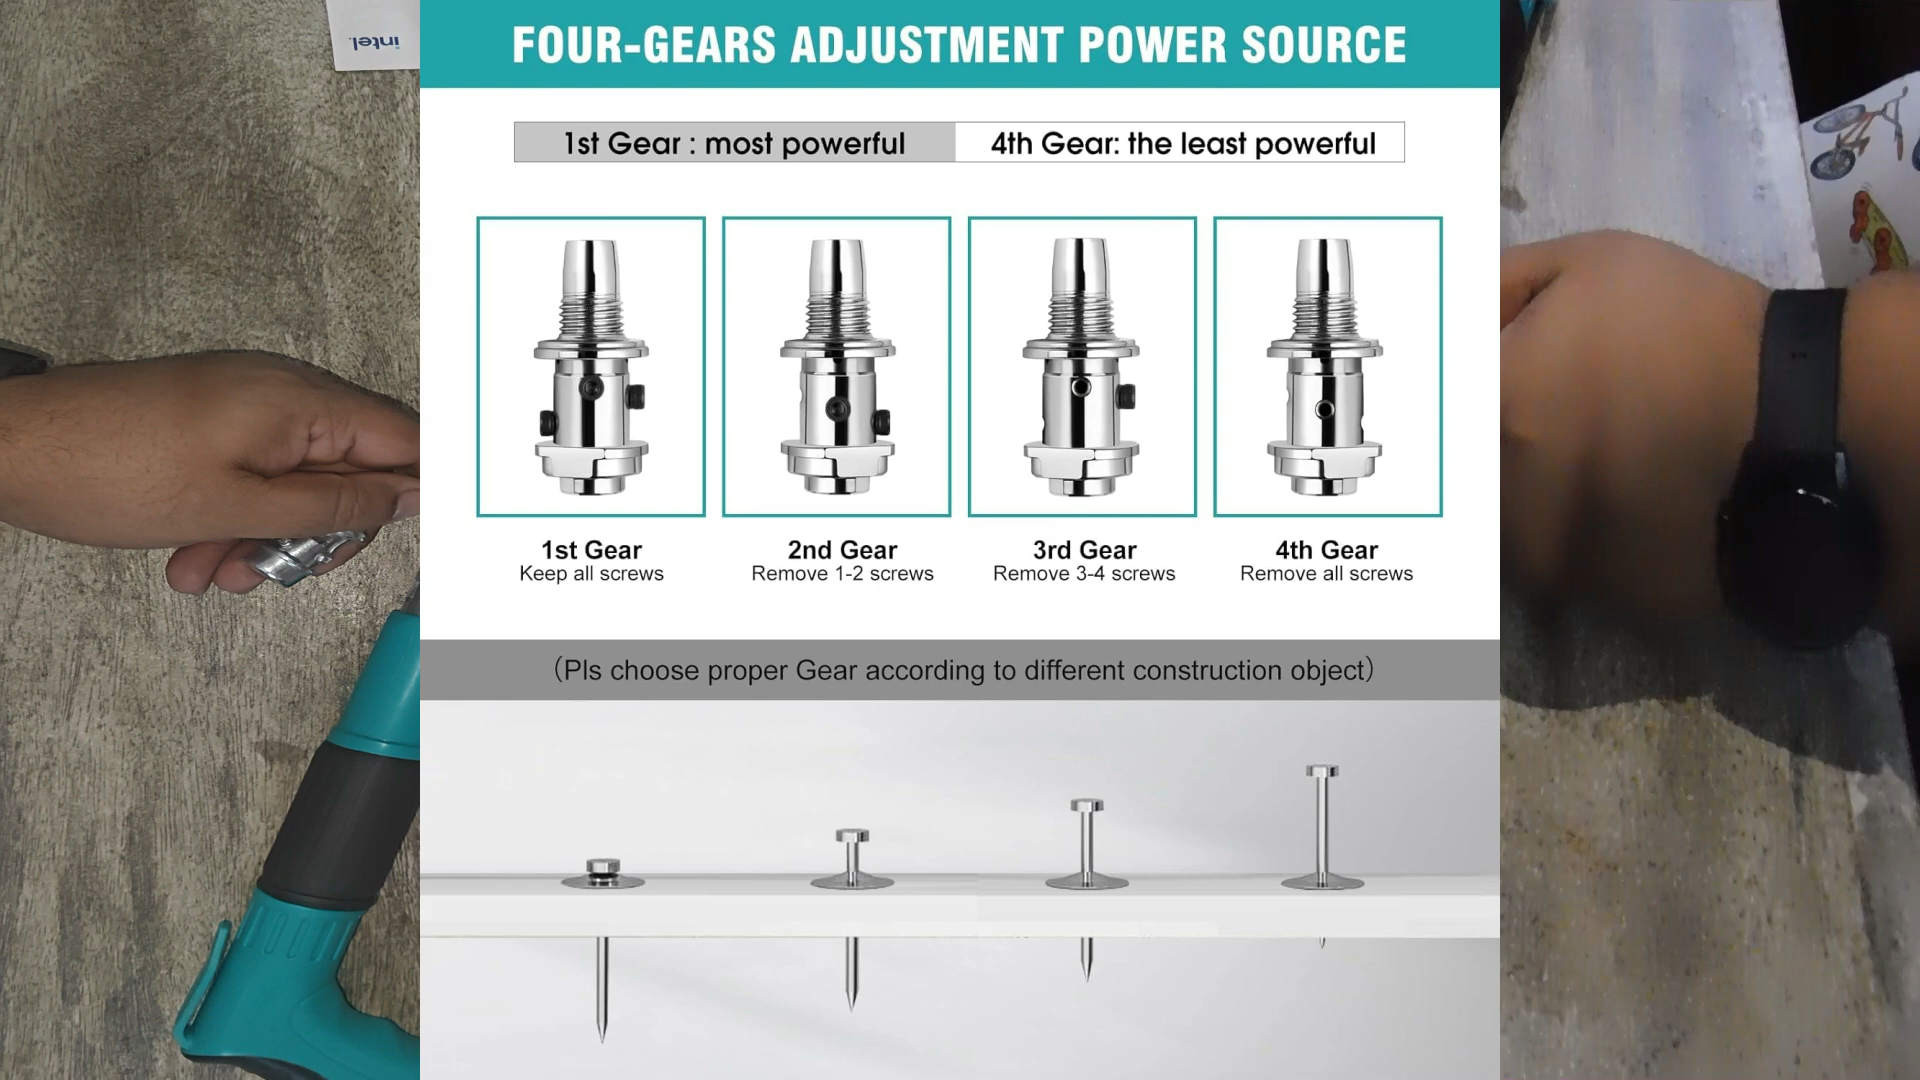 intel.
FOUR-GEARS ADJUSTMENT POWER SOURCE
1st Gear : most powerful
4th Gear: the least powerful
1st Gear
Keep all screws
2nd Gear
Remove 1-2 screws
3rd Gear
Remove 3-4 screws
4th Gear
Remove all screws
(Pls choose proper Gear according to different construction object)